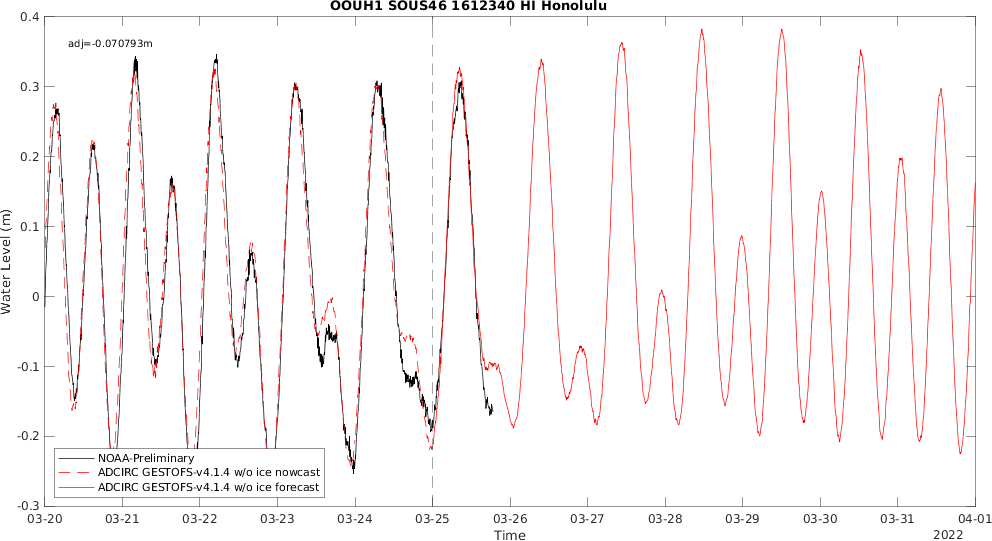 OOUH1 SOUS46 1612340 HI Honolulu
adj=-0.070793m
Water Level (m)
0.4
0.3
0.2
0.1
0
-0.1
-0.2
-0.3
NOAA-Preliminary
ADCIRC GESTOFS-v4.1.4 w/o ice nowcast
ADCIRC GESTOFS-v4.1.4 w/o ice forecast
03-20 03-21 03-22 03-23 03-24 03-25 03-26 03-27 03-28 03-29 03-30 03-31 04-01
Time
2022